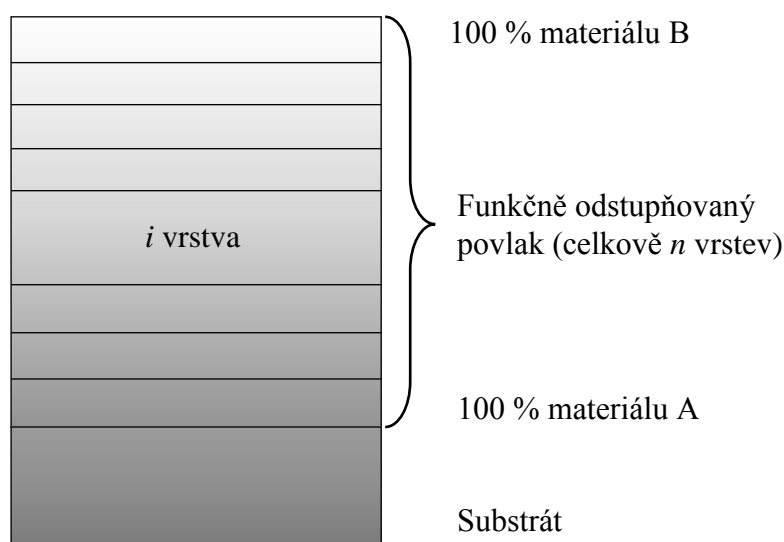 100 % materiálu B
Funkčně odstupňovaný
povlak (celkově n vrstev)
i vrstva
100 % materiálu A
Substrát